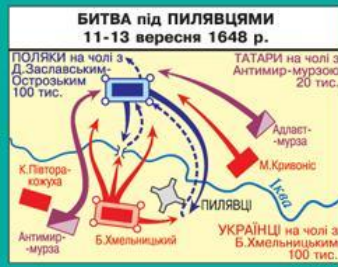 БИТВА під ПИЛЯВЦЯМИ
11-13 вересня 1648 р.
ПОЛЯКИ на чолі з
Д.Заславським-
Острозьким
100 тис.
ТАТАРИ на чолі з
Антимир-мурзою
20 тис.
Адлаєт-
мурза
К.Півтора-
кожуха
М.Кривоніс
ПИЛЯВЦІ
Іква
Антимир-
мурза
Б.Хмельницький
УКРАЇНЦІ на чолі з
Б.Хмельницьким
100 тис.